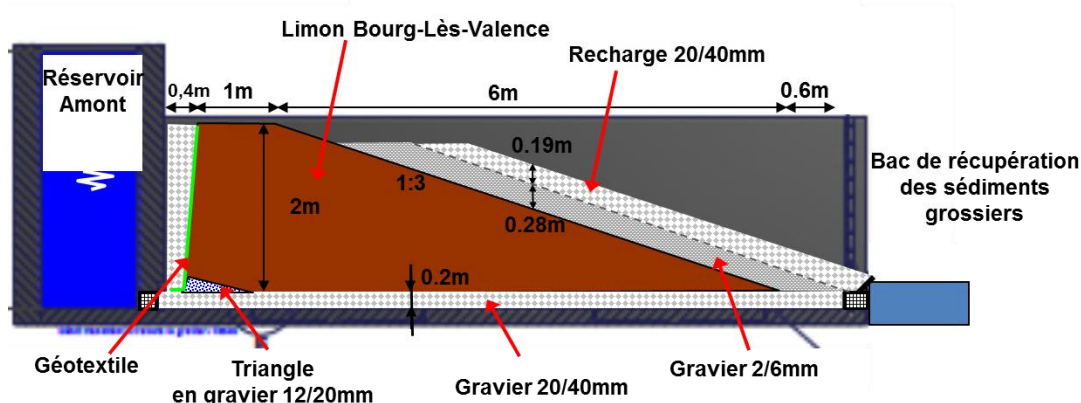 Limon Bourg-Lès-Valence
Recharge 20/40mm
Réservoir
Amont
0,4m
1m
6m
0.6m
0.19m
Bac de récupération
des sédiments
grossiers
1:3
2m
0.28m
0.2m
Géotextile
Triangle
en gravier 12/20mm
Gravier 20/40mm
Gravier 2/6mm